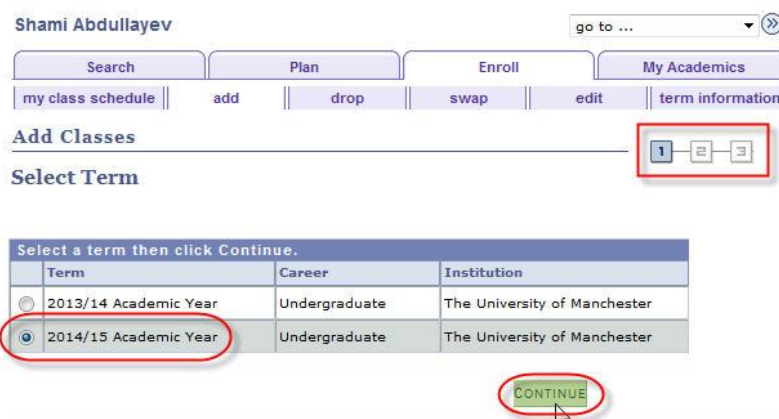 Shami Abdullayev go to ...
Search Plan Enroll My Academics
my class schedule add drop swap edit term information
Add Classes
1 2 3
Select Term
Select a term then click Continue.
Term Career Institution
2013/14 Academic Year Undergraduate The University of Manchester
2014/15 Academic Year Undergraduate The University of Manchester
CONTINUE